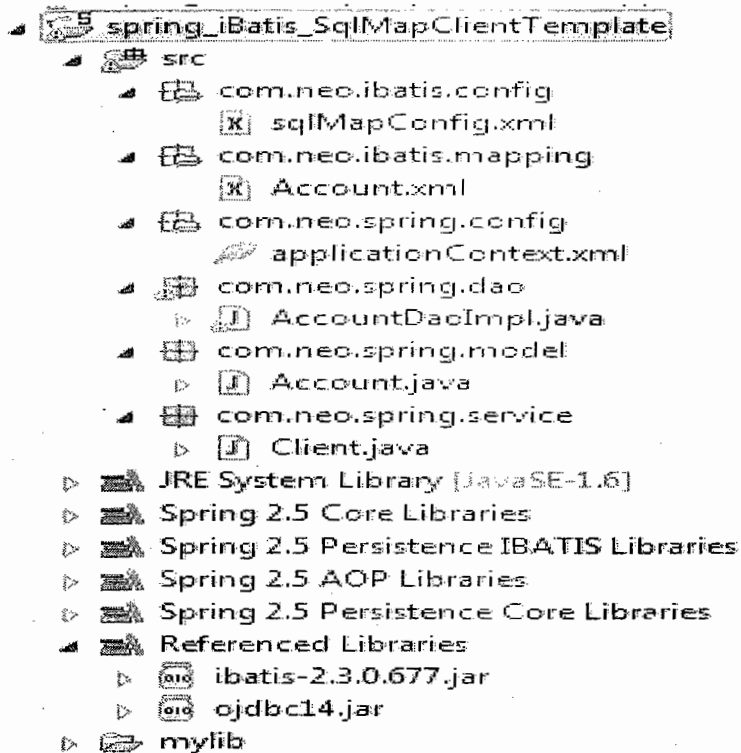 spring_iBatis_SqlMapClientTemplate
src
com.neo.ibatis.config
sqlMapConfig.xml
com.neo.ibatis.mapping
Account.xml
com.neo.spring.config
applicationContext.xml
com.neo.spring.dao
AccountDaoImpl.java
com.neo.spring.model
Account.java
com.neo.spring.service
Client.java
JRE System Library [JavaSE-1.6]
Spring 2.5 Core Libraries
Spring 2.5 Persistence IBATIS Libraries
Spring 2.5 AOP Libraries
Spring 2.5 Persistence Core Libraries
Referenced Libraries
ibatis-2.3.0.677.jar
ojdbc14.jar
mylib